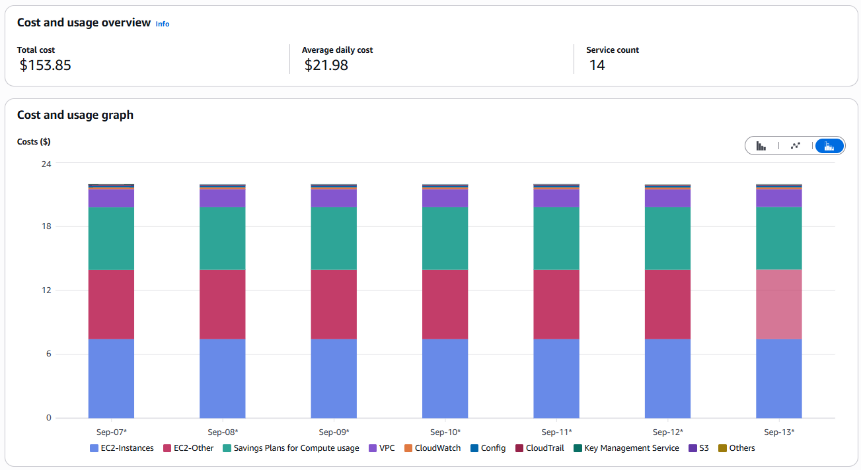 Cost and usage overview Info
Total cost Average daily cost Service count
$153.85 $21.98 14
Cost and usage graph
Costs ($)
24
18
12
6
0
Sep-07* Sep-08* Sep-09* Sep-10* Sep-11* Sep-12* Sep-13*
EC2-Instances EC2-Other Savings Plans for Compute usage VPC CloudWatch Config CloudTrail Key Management Service S3 Others